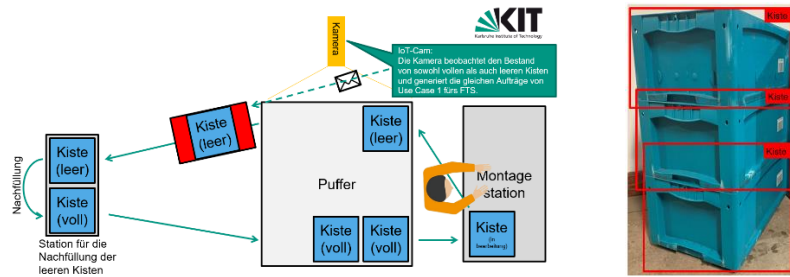 Kamera
KIT
Karlsruhe Institute of Technology
IoT-Cam:
Die Kamera beobachtet den Bestand
von sowohl vollen als auch leeren Kisten
und generiert die gleichen Aufträge von
Use Case 1 fürs FTS.
Kiste
(leer)
Kiste
(leer)
Kiste
(leer)
Nachfüllung
Kiste
(voll)
Puffer
Montage
station
Kiste
(voll)
Kiste
(voll)
Kiste
(in
Bearbeitung)
Station für die
Nachfüllung der
leeren Kisten
Kiste
Kiste
Kiste